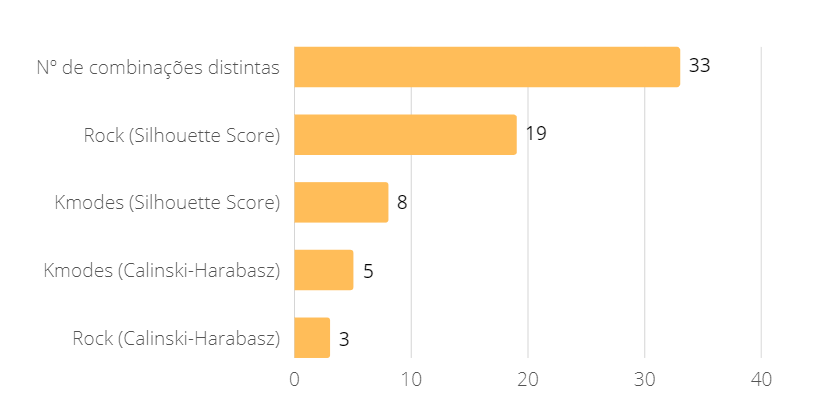 Nº de combinações distintas 33
Rock (Silhouette Score) 19
Kmodes (Silhouette Score) 8
Kmodes (Calinski-Harabasz) 5
Rock (Calinski-Harabasz) 3
0 10 20 30 40